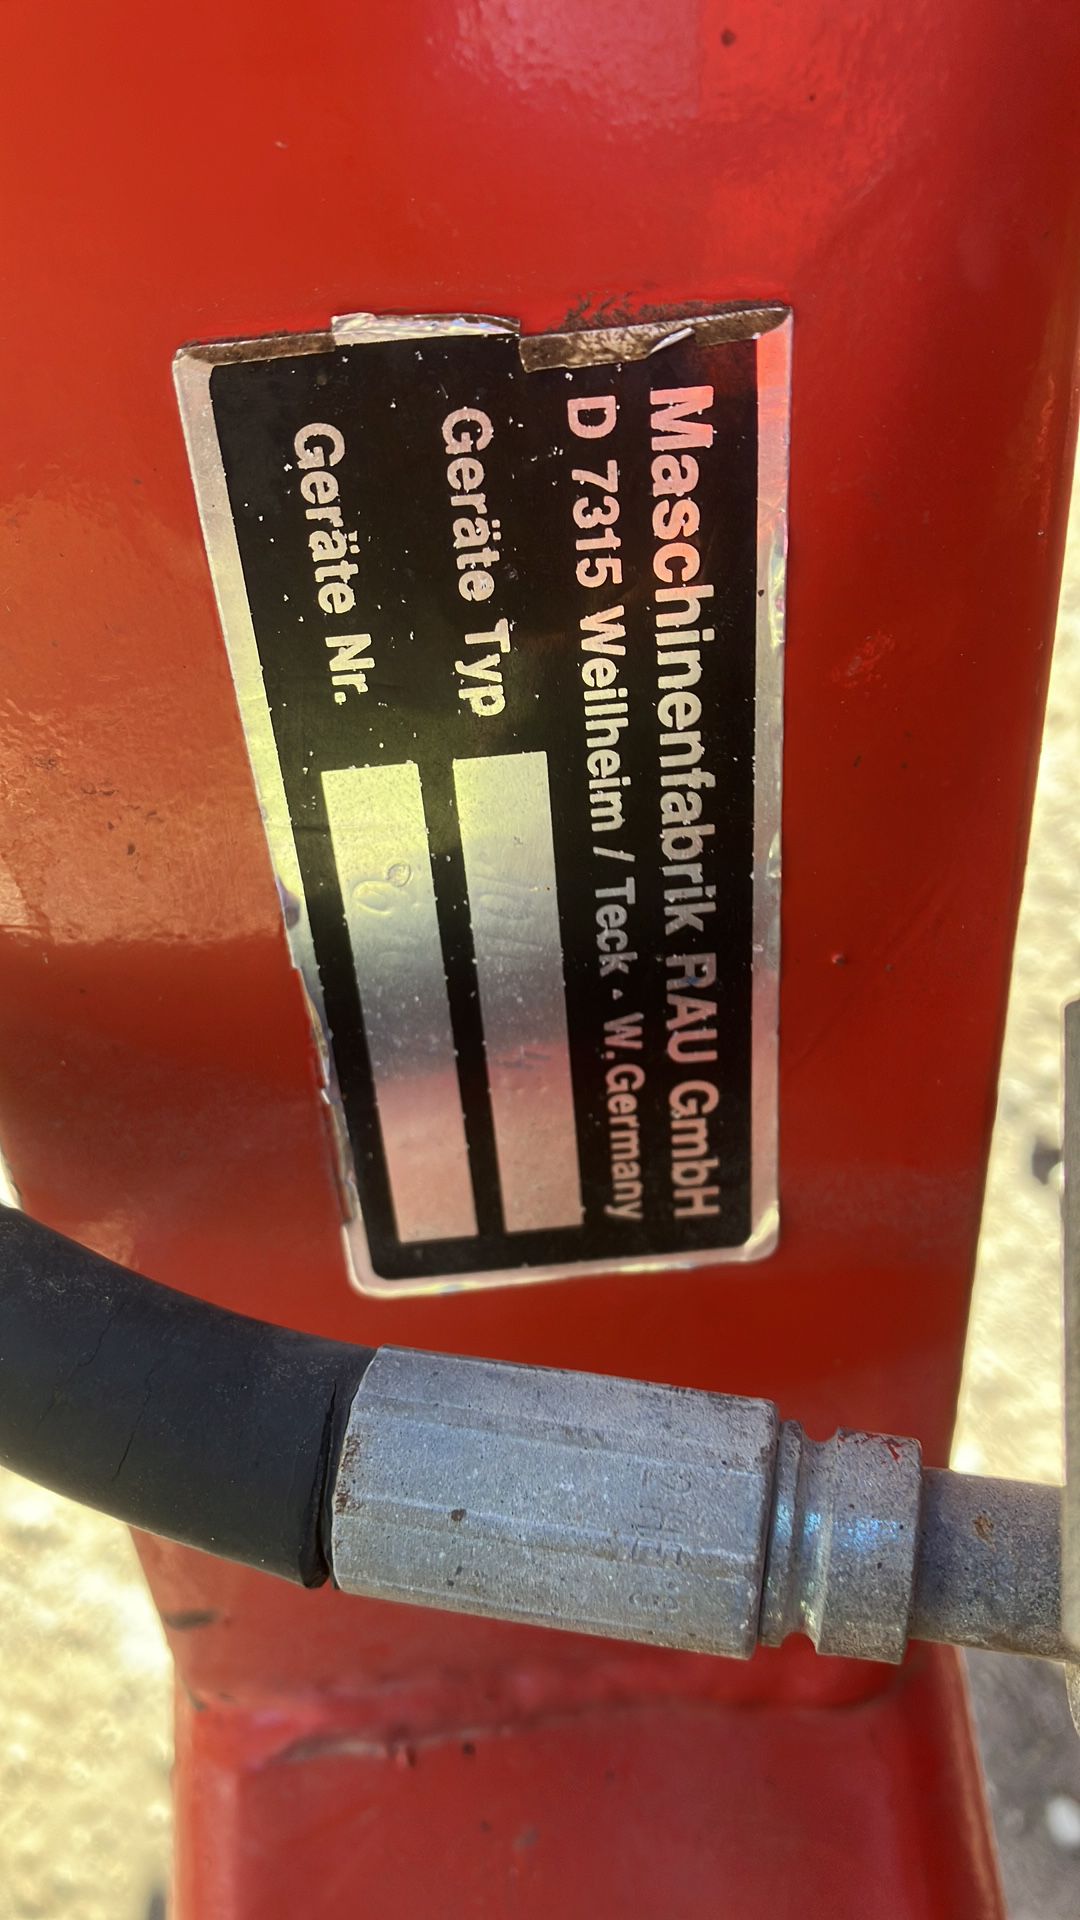 Maschinenfabrik RAU GmbH
D 7315 Weilheim / Teck · W.Germany
Geräte Typ
Geräte Nr.